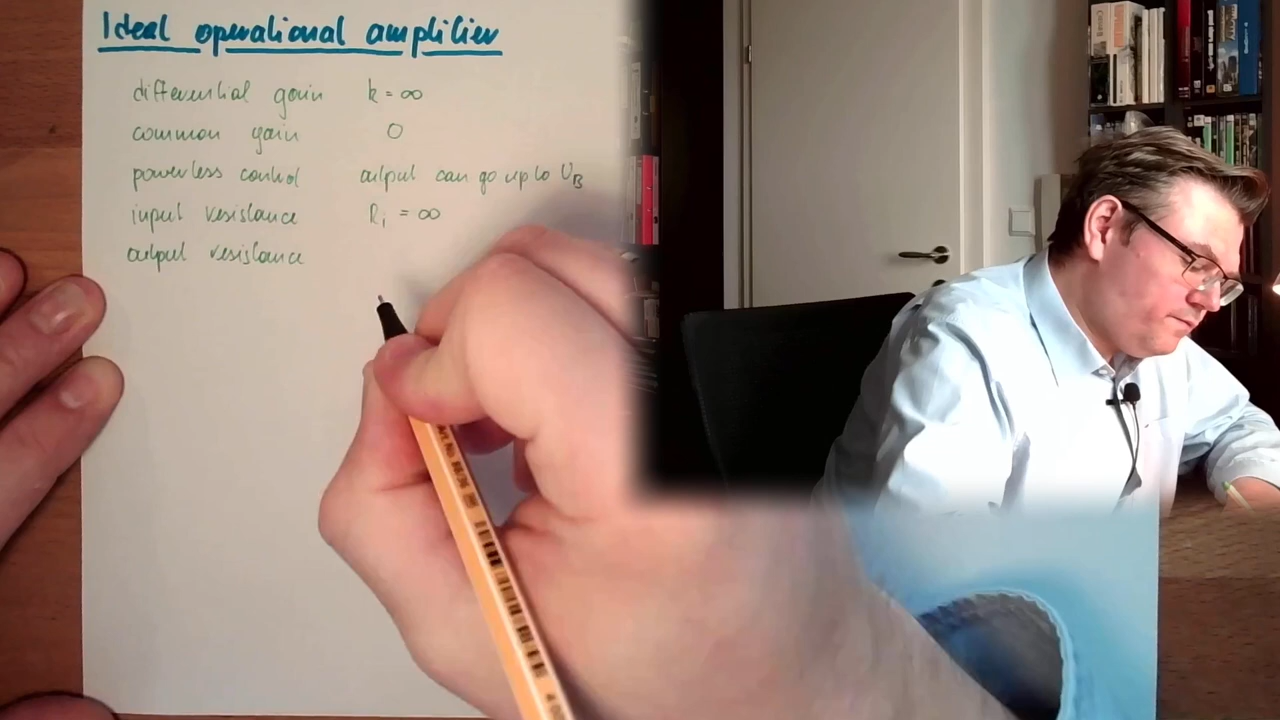 Ideal operational amplifier
differential gain k = ∞
common gain 0
powerless control output can go up to U_B
input resistance R_i = ∞
output resistance